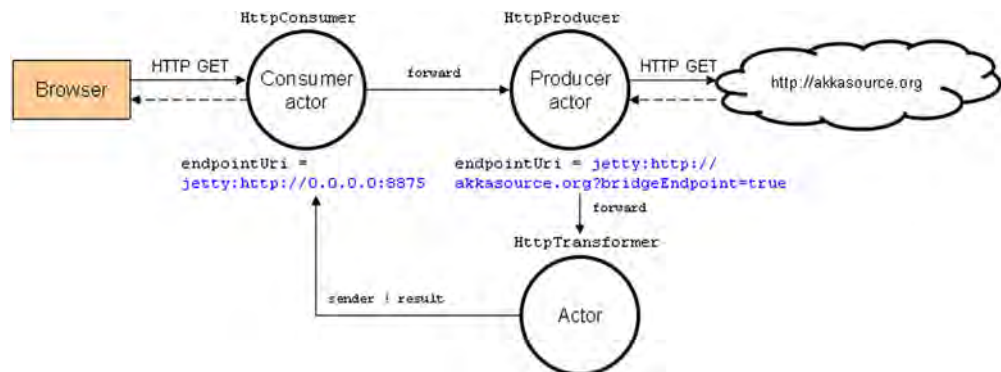 HttpConsumer
HttpProducer
Browser
HTTP GET
Consumer
actor
forward
Producer
actor
HTTP GET
http://akkasource.org
endpointUri =
jetty:http://0.0.0.0:8875
endpointUri = jetty:http://
akkasource.org?bridgeEndpoint=true
forward
HttpTransformer
sender ! result
Actor